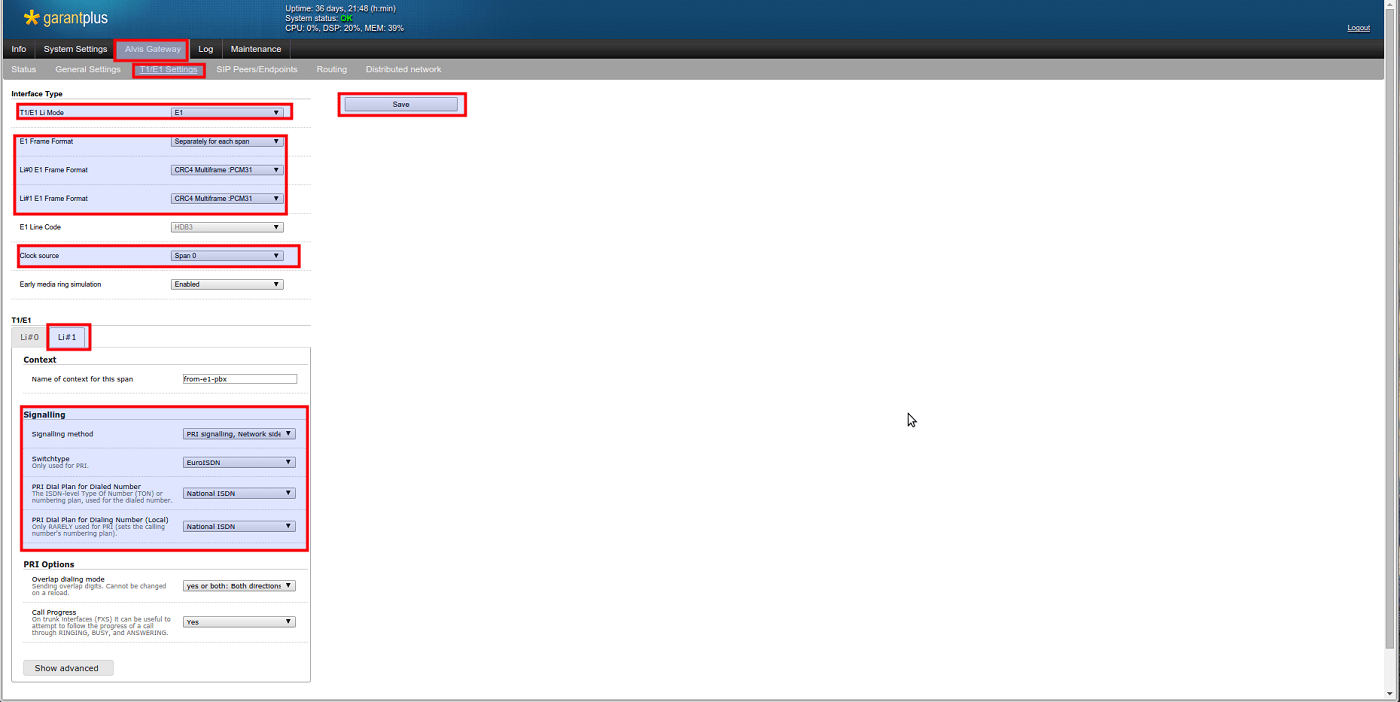 garantplus
Uptime: 36 days, 21:48 (h:min)
System status: OK
CPU: 0%, DSP: 20%, MEM: 39%
Logout
Info System Settings Alvis Gateway Log Maintenance
Status General Settings T1/E1 Settings SIP Peers/Endpoints Routing Distributed network
Interface Type
Save
T1/E1 Li Mode E1
E1 Frame Format Separately for each span
Li#0 E1 Frame Format CRC4 Multiframe :PCM31
Li#1 E1 Frame Format CRC4 Multiframe :PCM31
E1 Line Code HDB3
Clock source Span 0
Early media ring simulation Enabled
T1/E1
Li#0 Li#1
Context
Name of context for this span from-e1-pbx
Signalling
Signalling method PRI signalling, Network side
Switchtype EuroISDN
Only used for PRI.
PRI Dial Plan for Dialed Number
The ISDN-level Type Of Number (TON) or National ISDN
numbering plan, used for the dialed number.
PRI Dial Plan for Dialing Number (Local)
Only RARELY used for PRI (sets the calling National ISDN
number's numbering plan).
PRI Options
Overlap dialing mode
Sending overlap digits. Cannot be changed yes or both: Both directions
on a reload.
Call Progress
On trunk interfaces (FXS) it can be useful to Yes
attempt to follow the progress of a call
through RINGING, BUSY, and ANSWERING.
Show advanced